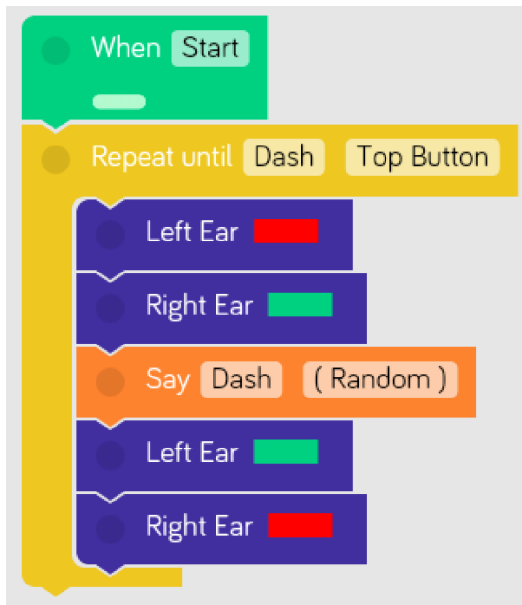 When Start
Repeat until Dash Top Button
Left Ear
Right Ear
Say Dash ( Random )
Left Ear
Right Ear